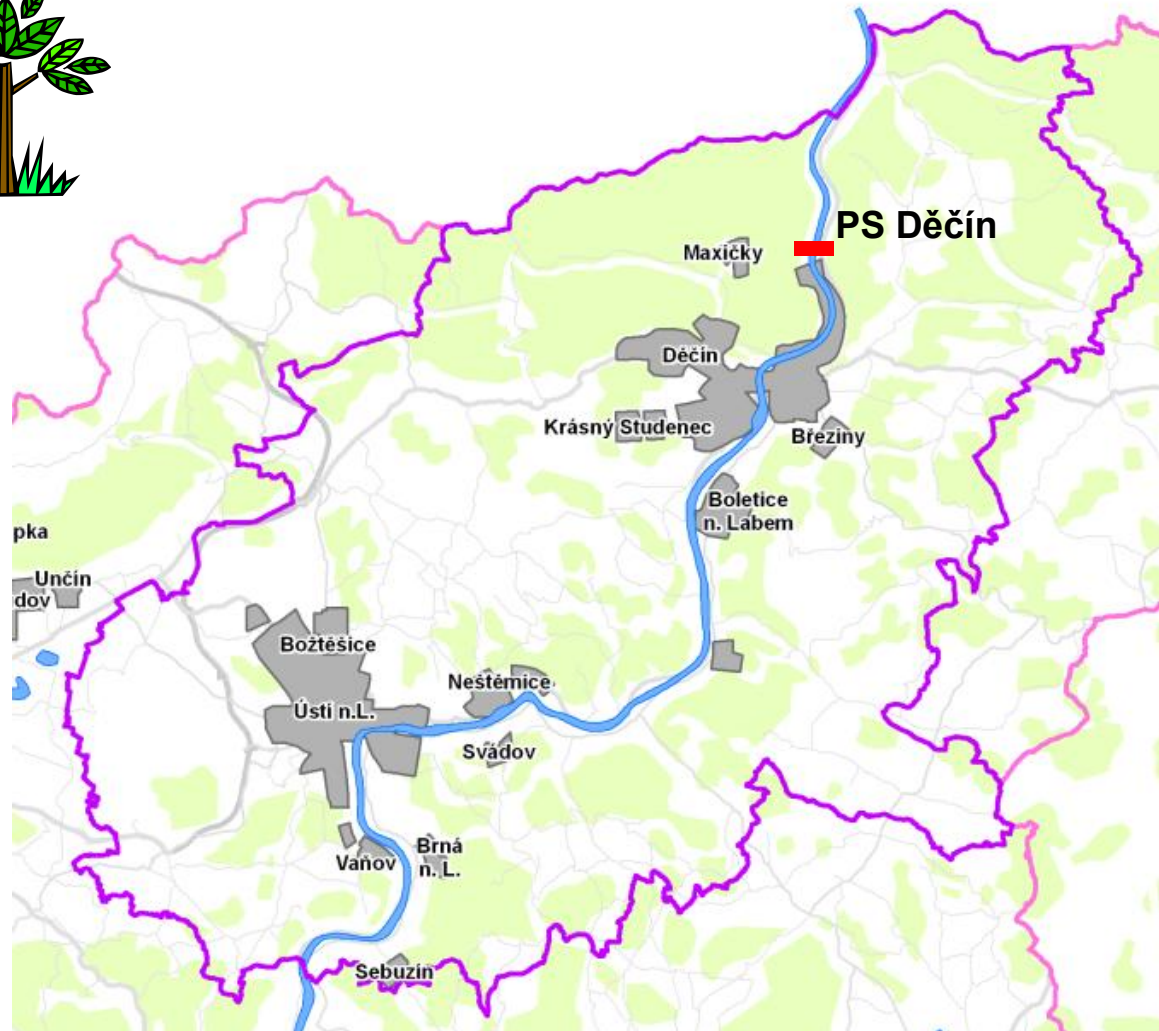 PS Děčín
Maxičky
Děčín
Krásný Studenec
Březiny
Boletice
n. Labem
pka
Unčín
dov
Božtěšice
Neštěmice
Ústí n.L.
Svádov
Vaňov
Brná
n. L.
Sebuzín